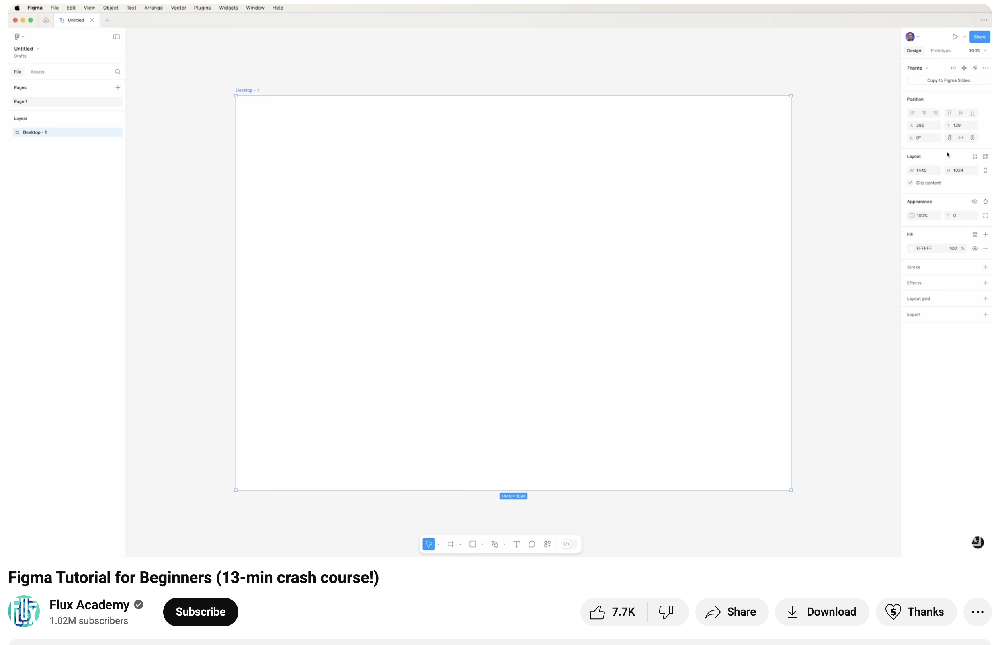 Figma File Edit View Object Text Arrange Vector Plugins Widgets Window Help
Untitled
Untitled
Drafts
File Assets
Pages
Page 1
Layers
Desktop - 1
Desktop - 1
1440 × 1024
Share
Design Prototype 100%
Frame
Copy to Figma Slides
Position
X 285 Y 129
0°
Layout
W 1440 H 1024
Clip content
Appearance
100% 0
Fill
FFFFFF 100 %
Stroke
Effects
Layout grid
Export
Figma Tutorial for Beginners (13-min crash course!)
FLUX
Flux Academy
1.02M subscribers
Subscribe
7.7K
Share
Download
Thanks